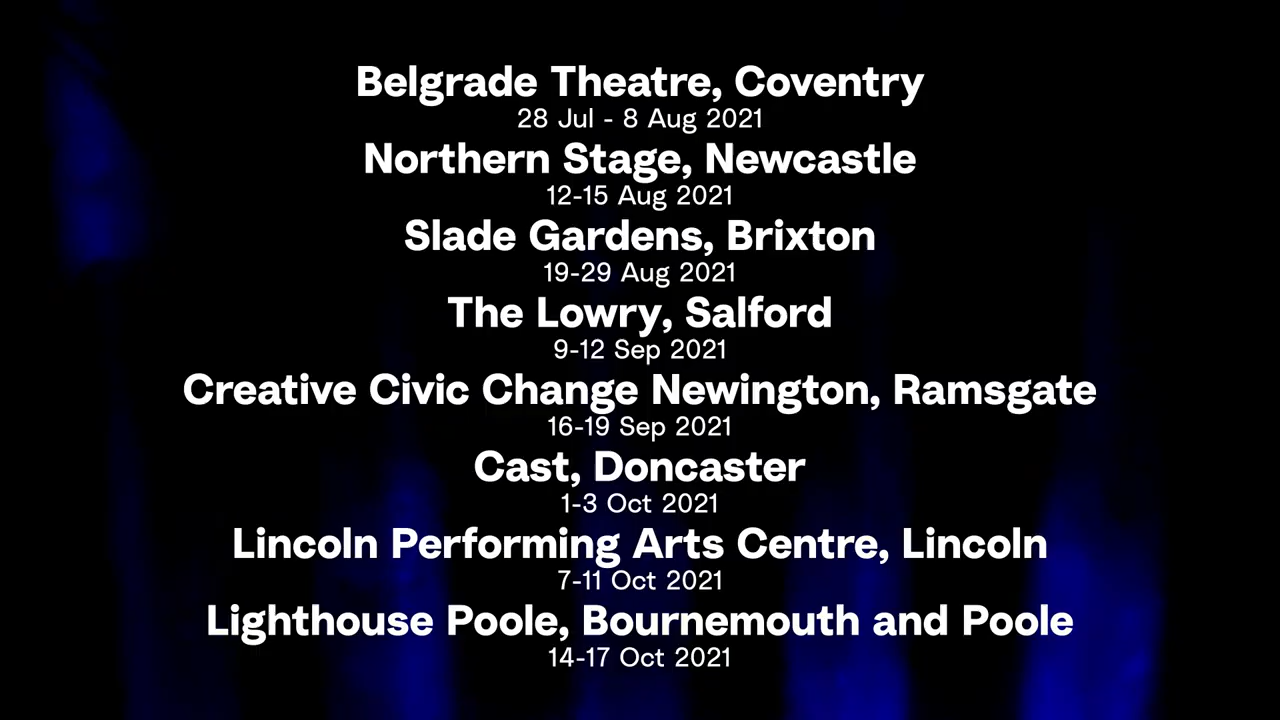 Belgrade Theatre, Coventry
28 Jul - 8 Aug 2021
Northern Stage, Newcastle
12-15 Aug 2021
Slade Gardens, Brixton
19-29 Aug 2021
The Lowry, Salford
9-12 Sep 2021
Creative Civic Change Newington, Ramsgate
16-19 Sep 2021
Cast, Doncaster
1-3 Oct 2021
Lincoln Performing Arts Centre, Lincoln
7-11 Oct 2021
Lighthouse Poole, Bournemouth and Poole
14-17 Oct 2021